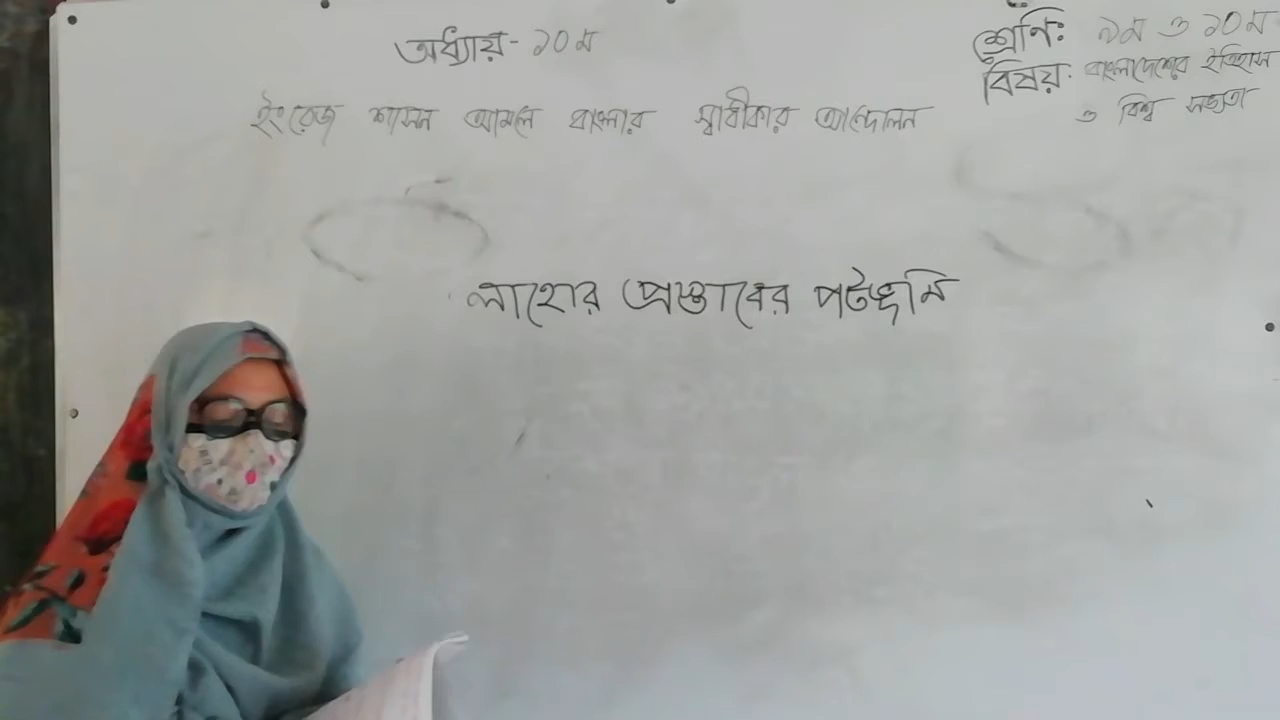 অধ্যায়- ১০ম
শ্রেনি: ৯ম ও ১০ম
বিষয়: বাংলাদেশের ইতিহাস
ও বিশ্ব সভ্যতা
ইংরেজ শাসন আমলে বাংলার স্বাধীকার আন্দোলন
লাহোর প্রস্তাবের পটভূমি